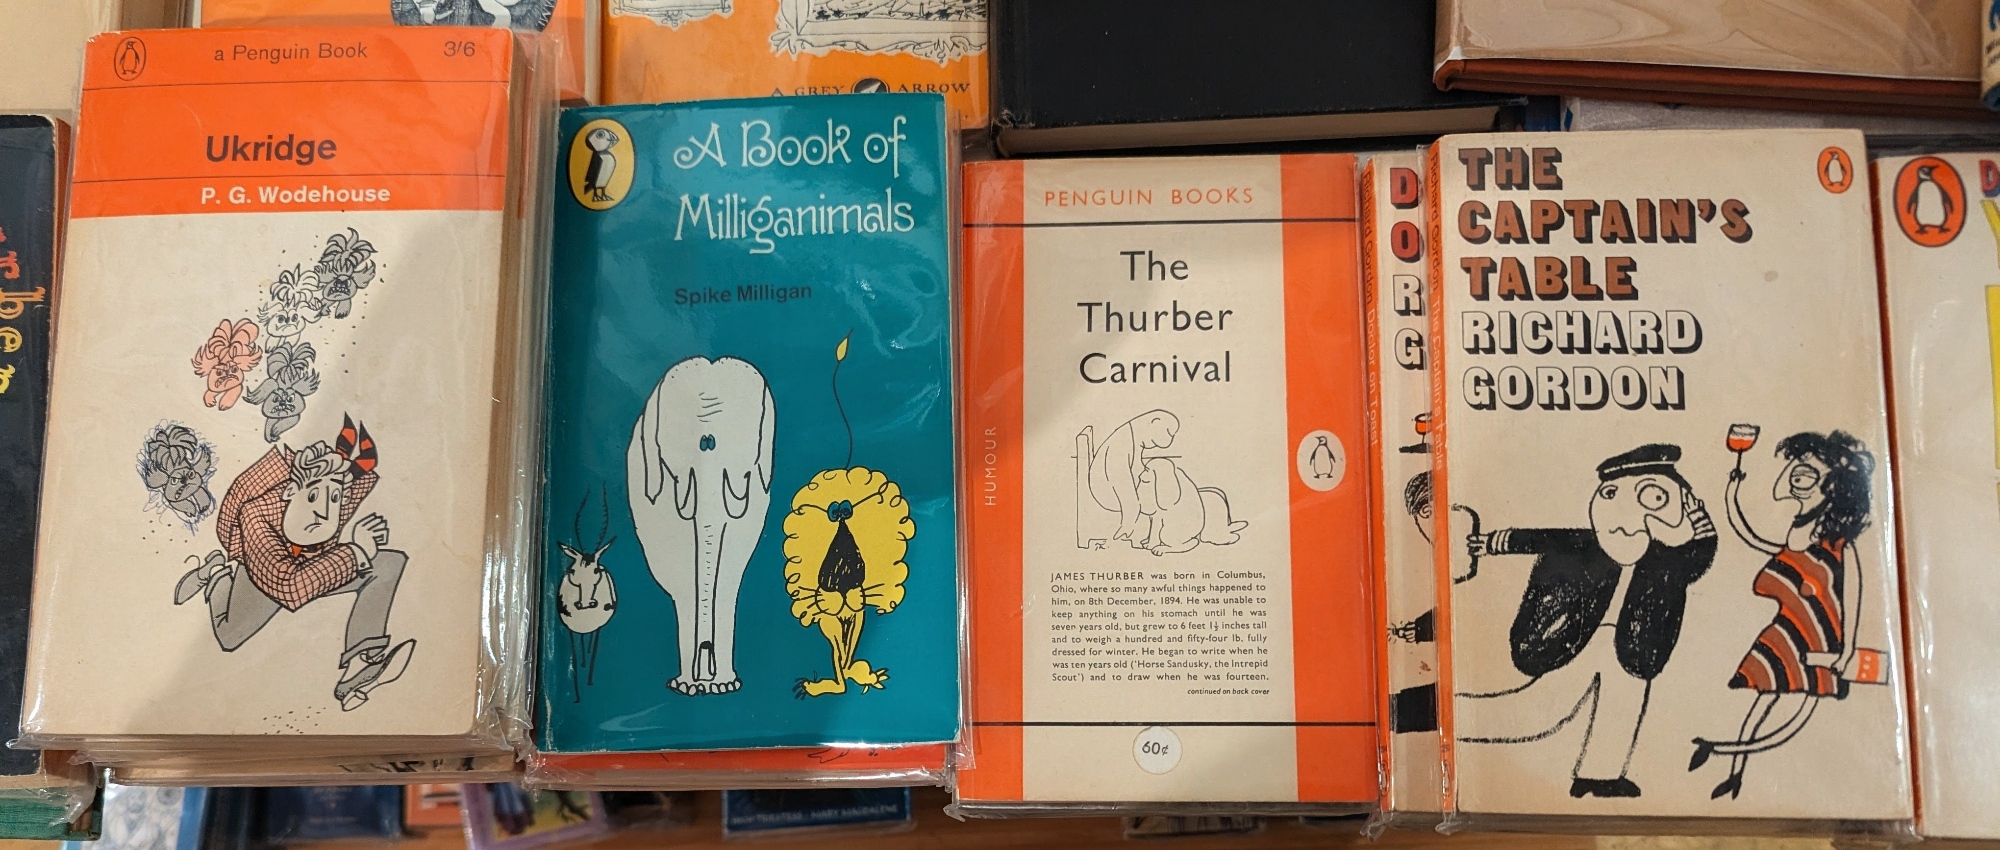 a Penguin Book 3/6
Ukridge
P. G. Wodehouse
A GREY ARROW
A Book of
Milliganimals
Spike Milligan
PENGUIN BOOKS
The
Thurber
Carnival
HUMOUR
JAMES THURBER was born in Columbus,
Ohio, where so many awful things happened to
him, on 8th December, 1894. He was unable to
keep anything on his stomach until he was
seven years old, but grew to 6 feet 1½ inches tall
and to weigh a hundred and fifty-four lb. fully
dressed for winter. He began to write when he
was ten years old ('Horse Sandusky, the Intrepid
Scout') and to draw when he was fourteen.
continued on back cover
60¢
Richard Gordon Doctor on Toast
D
O
R
G
Richard Gordon The Captain's Table
THE
CAPTAIN'S
TABLE
RICHARD
GORDON
D